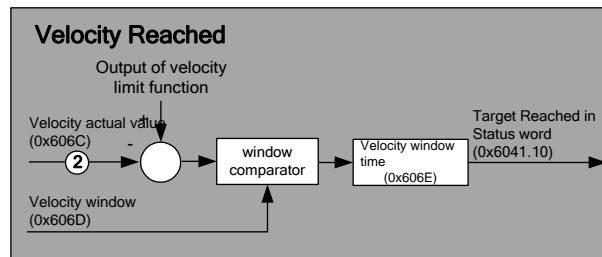 Velocity Reached
Output of velocity
limit function
Velocity actual value
(0x606C)
+
-
2
window
comparator
Velocity window
time
(0x606E)
Target Reached in
Status word
(0x6041.10)
Velocity window
(0x606D)